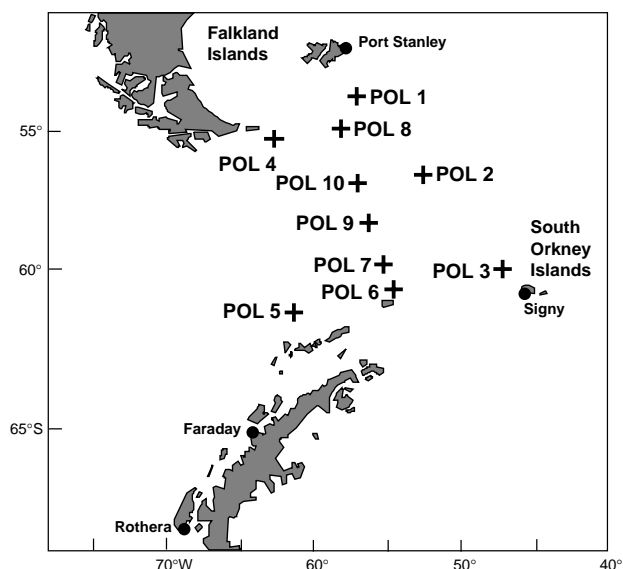 Falkland
Islands
Port Stanley
POL 1
55°
POL 8
POL 4
POL 2
POL 10
POL 9
South
Orkney
Islands
POL 7
60°
POL 3
POL 6
Signy
POL 5
65°S
Faraday
Rothera
70°W
60°
50°
40°